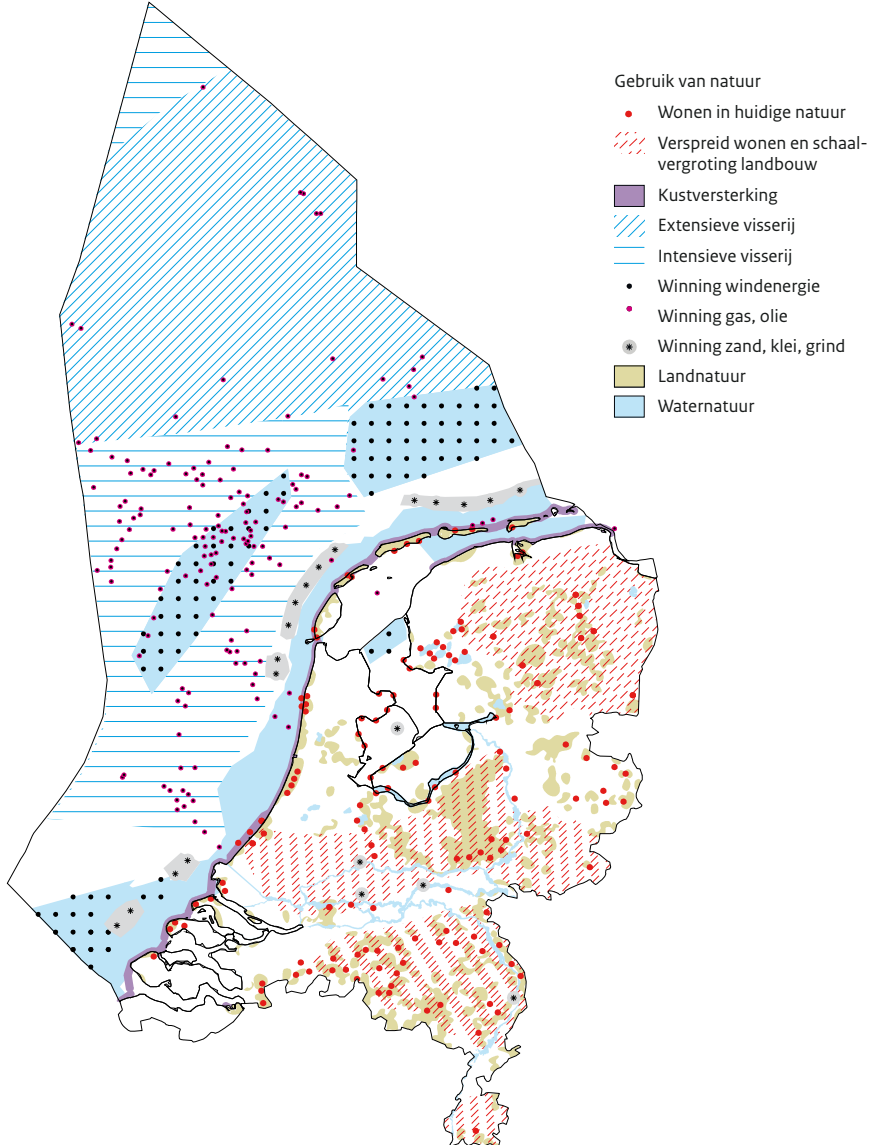 Gebruik van natuur
Wonen in huidige natuur
Verspreid wonen en schaal-
vergroting landbouw
Kustversterking
Extensieve visserij
Intensieve visserij
Winning windenergie
Winning gas, olie
Winning zand, klei, grind
Landnatuur
Waternatuur